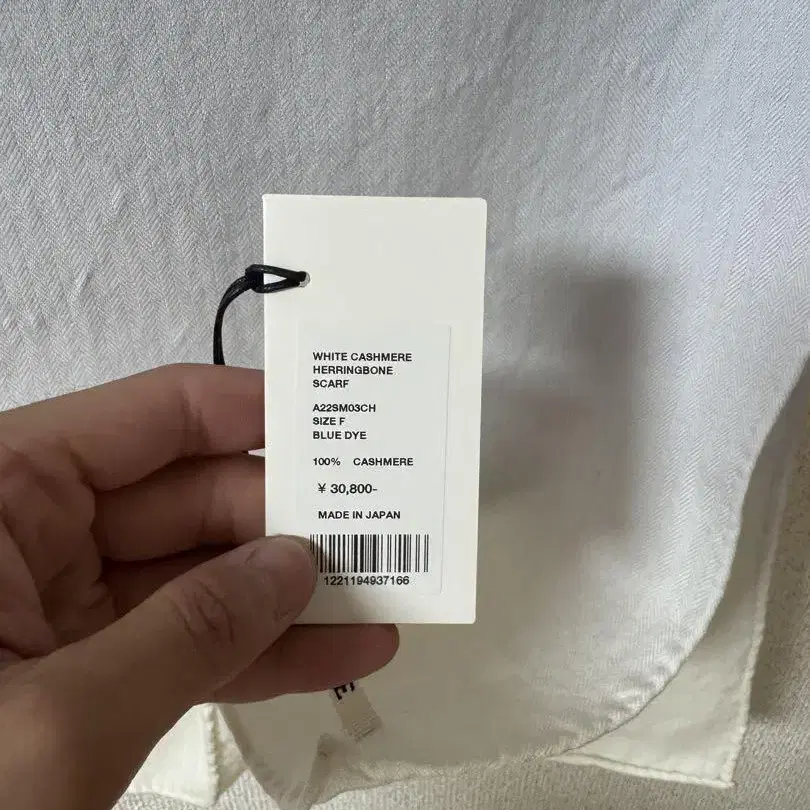 WHITE CASHMERE
HERRINGBONE
SCARF
A22SM03CH
SIZE F
BLUE DYE
100% CASHMERE
¥ 30,800-
MADE IN JAPAN
1221194937166